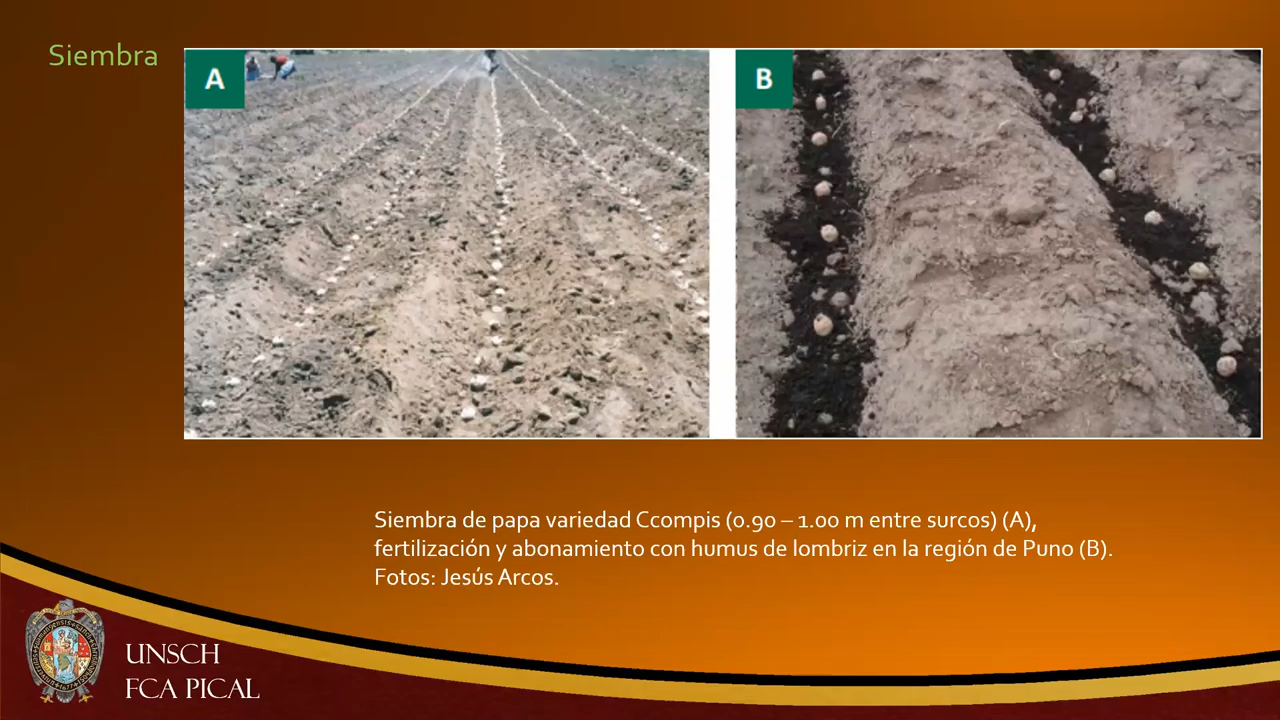 Siembra
A
B
Siembra de papa variedad Ccompis (0.90 – 1.00 m entre surcos) (A),
fertilización y abonamiento con humus de lombriz en la región de Puno (B).
Fotos: Jesús Arcos.
UNSCH
FCA PICAL